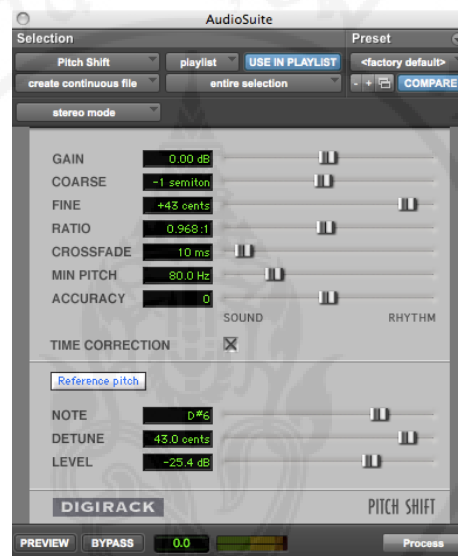 AudioSuite
Selection Preset
Pitch Shift playlist USE IN PLAYLIST <factory default>
create continuous file entire selection - + COMPARE
stereo mode
GAIN 0.00 dB
COARSE -1 semiton
FINE +43 cents
RATIO 0.968:1
CROSSFADE 10 ms
MIN PITCH 80.0 Hz
ACCURACY 0
SOUND RHYTHM
TIME CORRECTION
Reference pitch
NOTE D#6
DETUNE 43.0 cents
LEVEL -25.4 dB
DIGIRACK PITCH SHIFT
PREVIEW BYPASS 0.0 Process